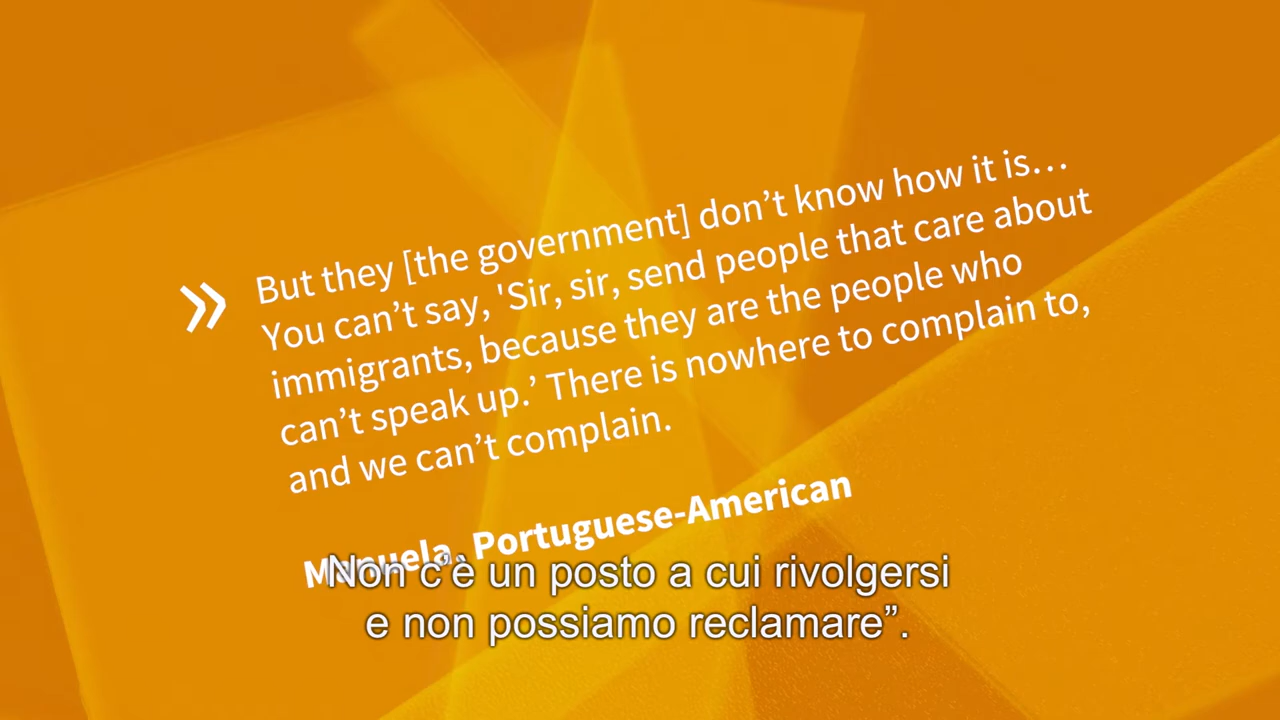 »
But they [the government] don’t know how it is…
You can’t say, 'Sir, sir, send people that care about
immigrants, because they are the people who
can’t speak up.’ There is nowhere to complain to,
and we can’t complain.
Manuela, Portuguese-American
Non c’è un posto a cui rivolgersi
e non possiamo reclamare”.